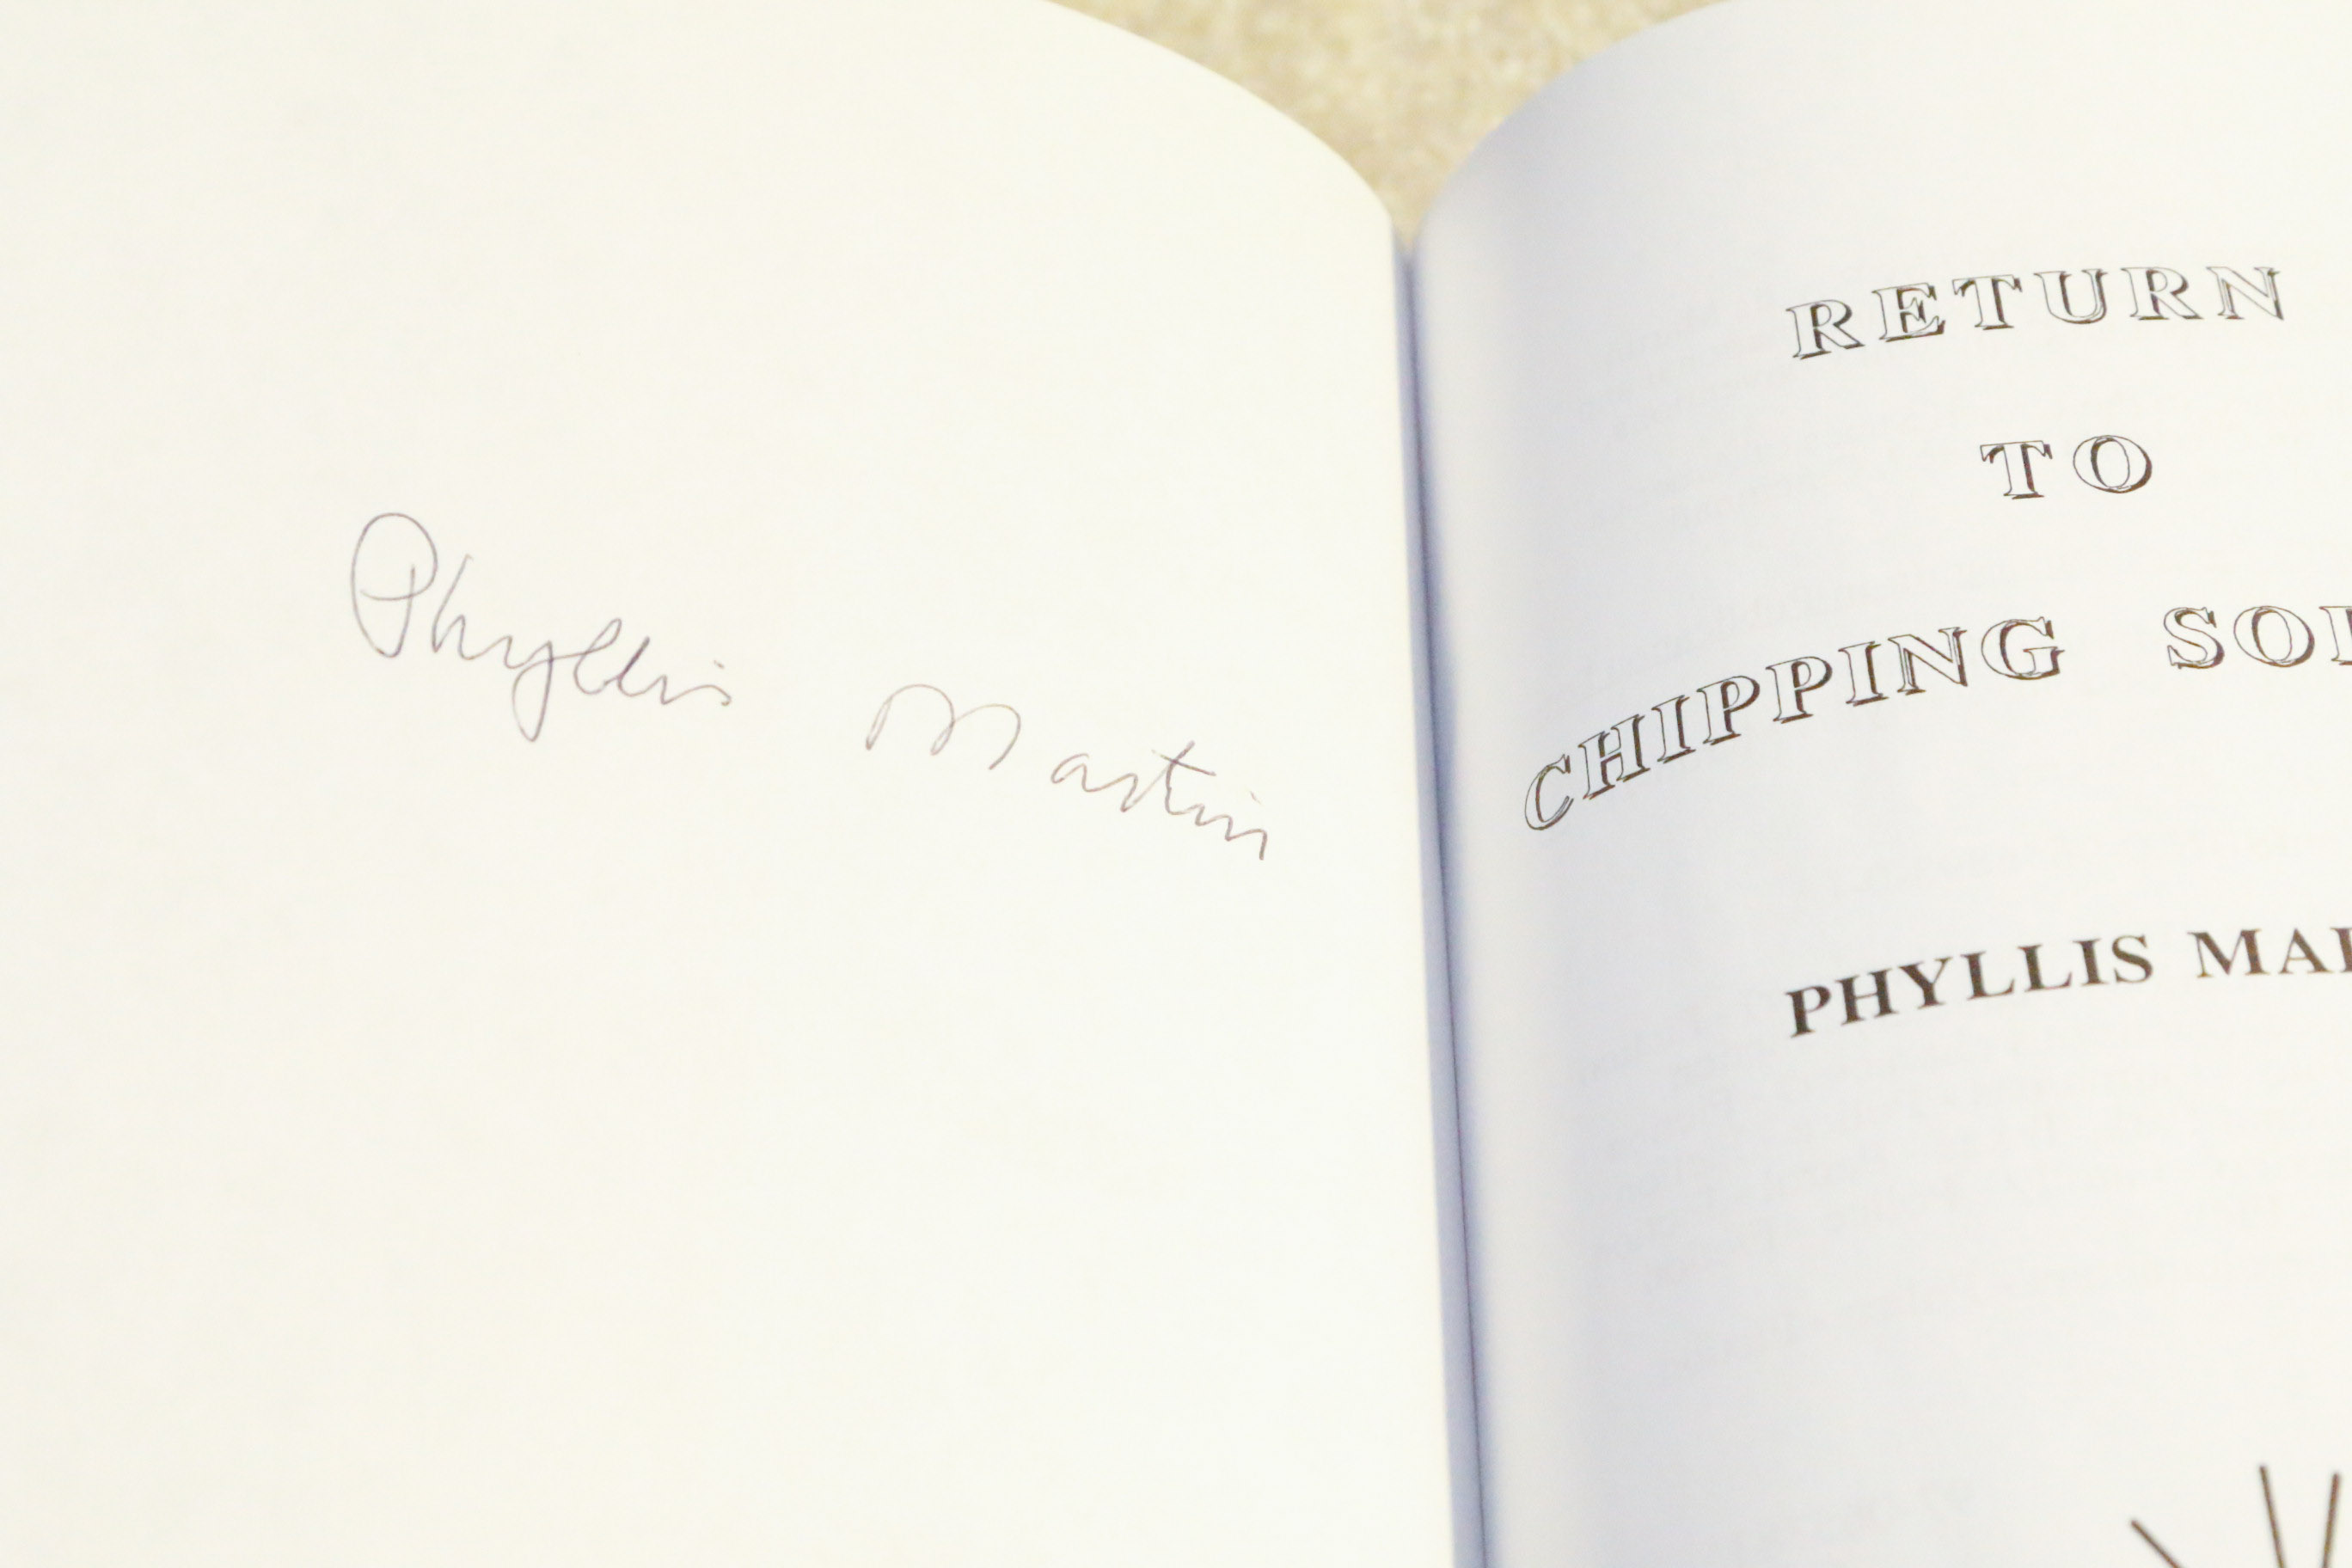 Phyllis Martin
RETURN
TO
CHIPPING
PHYLLIS